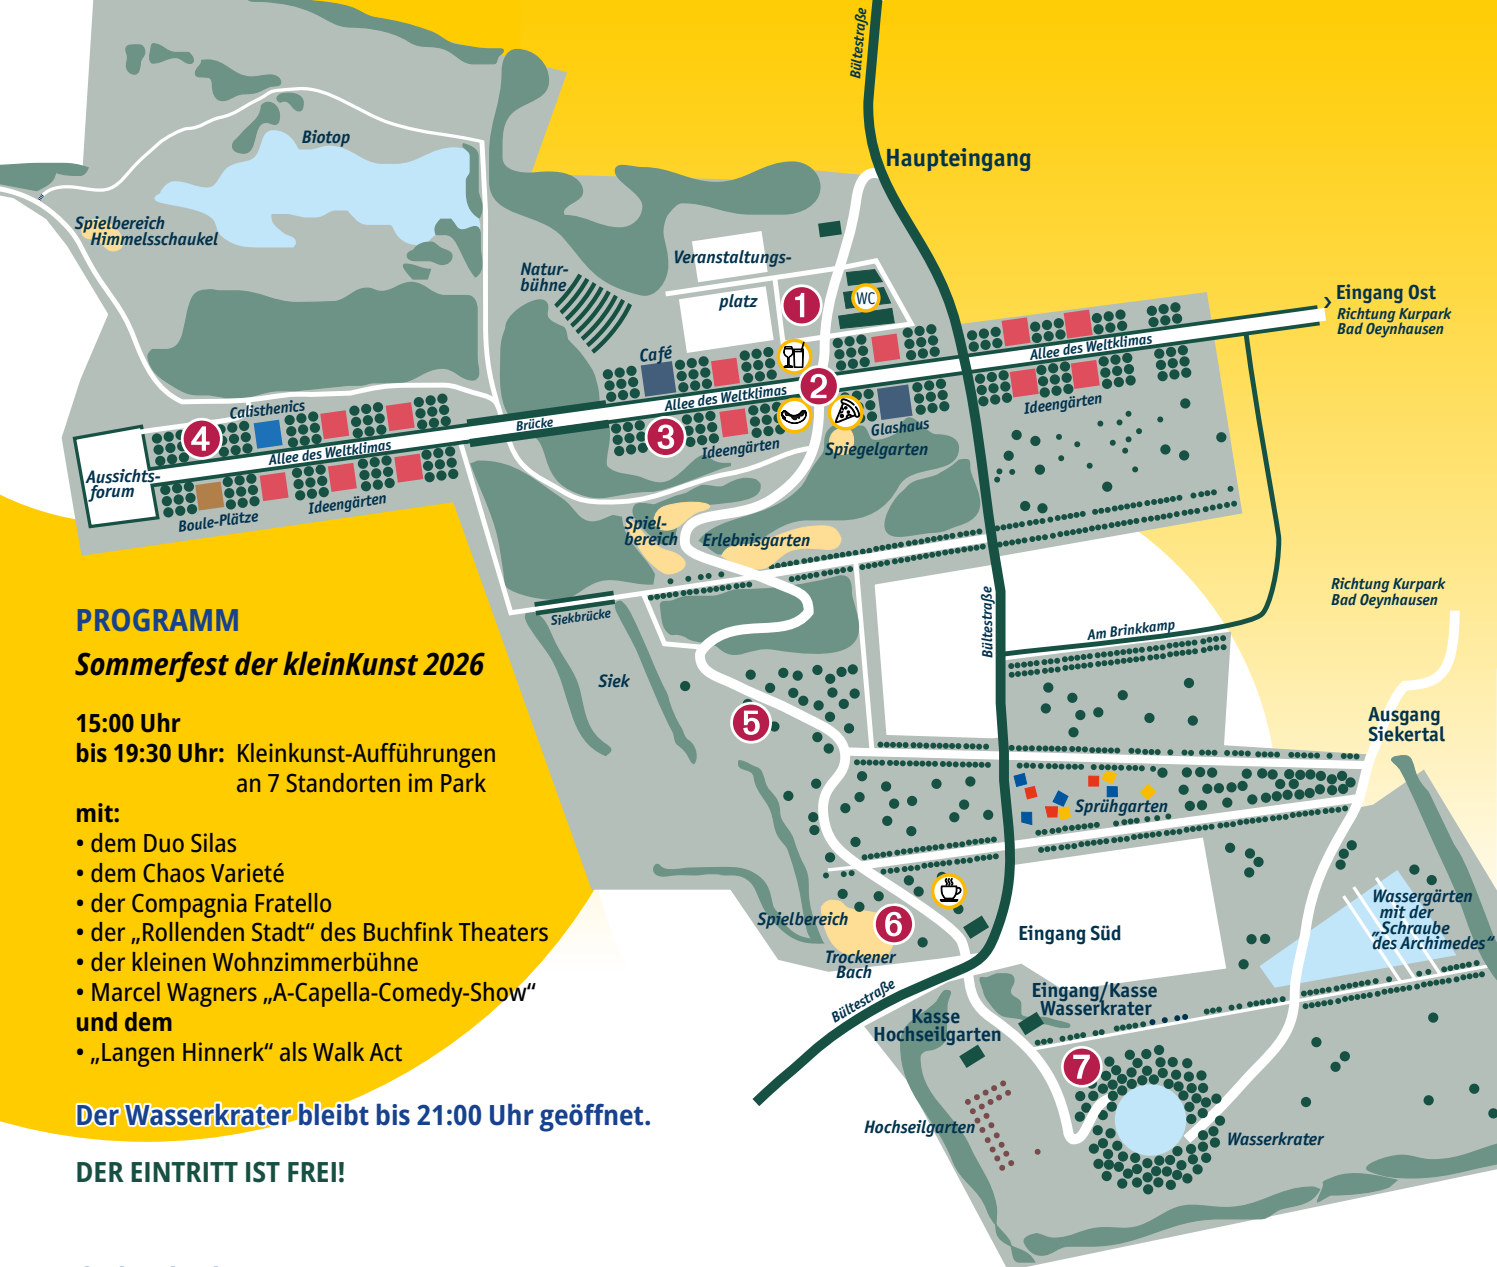 Bültestraße
Haupteingang
Biotop
Spielbereich
Himmelsschaukel
Natur-
bühne
Veranstaltungs-
platz
1
WC
Eingang Ost
Richtung Kurpark
Bad Oeynhausen
Café
Allee des Weltklimas
2
Allee des Weltklimas
Ideengärten
Calisthenics
4
Allee des Weltklimas
Brücke
3
Ideengärten
Glashaus
Spiegelgarten
Aussichts-
forum
Boule-Plätze
Ideengärten
Spiel-
bereich
Erlebnisgarten
Siekbrücke
Siek
Bültestraße
Am Brinkkamp
Richtung Kurpark
Bad Oeynhausen
Ausgang
Siekertal
5
Sprühgarten
Spielbereich
6
Trockener
Bach
Eingang Süd
Wassergärten
mit der
„Schraube
des Archimedes“
Bültestraße
Eingang/Kasse
Wasserkrater
Kasse
Hochseilgarten
7
Hochseilgarten
Wasserkrater
PROGRAMM
Sommerfest der kleinKunst 2026
15:00 Uhr
bis 19:30 Uhr: Kleinkunst-Aufführungen
an 7 Standorten im Park
mit:
• dem Duo Silas
• dem Chaos Varieté
• der Compagnia Fratello
• der „Rollenden Stadt“ des Buchfink Theaters
• der kleinen Wohnzimmerbühne
• Marcel Wagners „A-Capella-Comedy-Show“
und dem
• „Langen Hinnerk“ als Walk Act
Der Wasserkrater bleibt bis 21:00 Uhr geöffnet.
DER EINTRITT IST FREI!